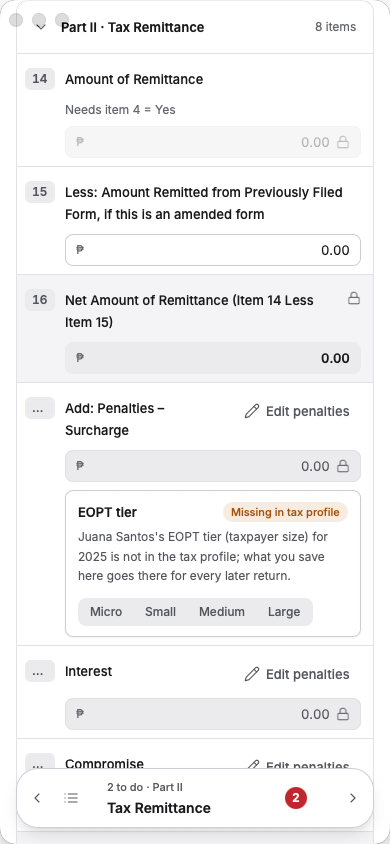 Part II · Tax Remittance
8 items
14
Amount of Remittance
Needs item 4 = Yes
₱ 0.00
15
Less: Amount Remitted from Previously Filed
Form, if this is an amended form
₱ 0.00
16
Net Amount of Remittance (Item 14 Less
Item 15)
₱ 0.00
...
Add: Penalties –
Surcharge
Edit penalties
₱ 0.00
EOPT tier
Missing in tax profile
Juana Santos's EOPT tier (taxpayer size) for
2025 is not in the tax profile; what you save
here goes there for every later return.
Micro Small Medium Large
...
Interest
Edit penalties
₱ 0.00
...
Compromise
Edit penalties
2 to do · Part II
Tax Remittance
2